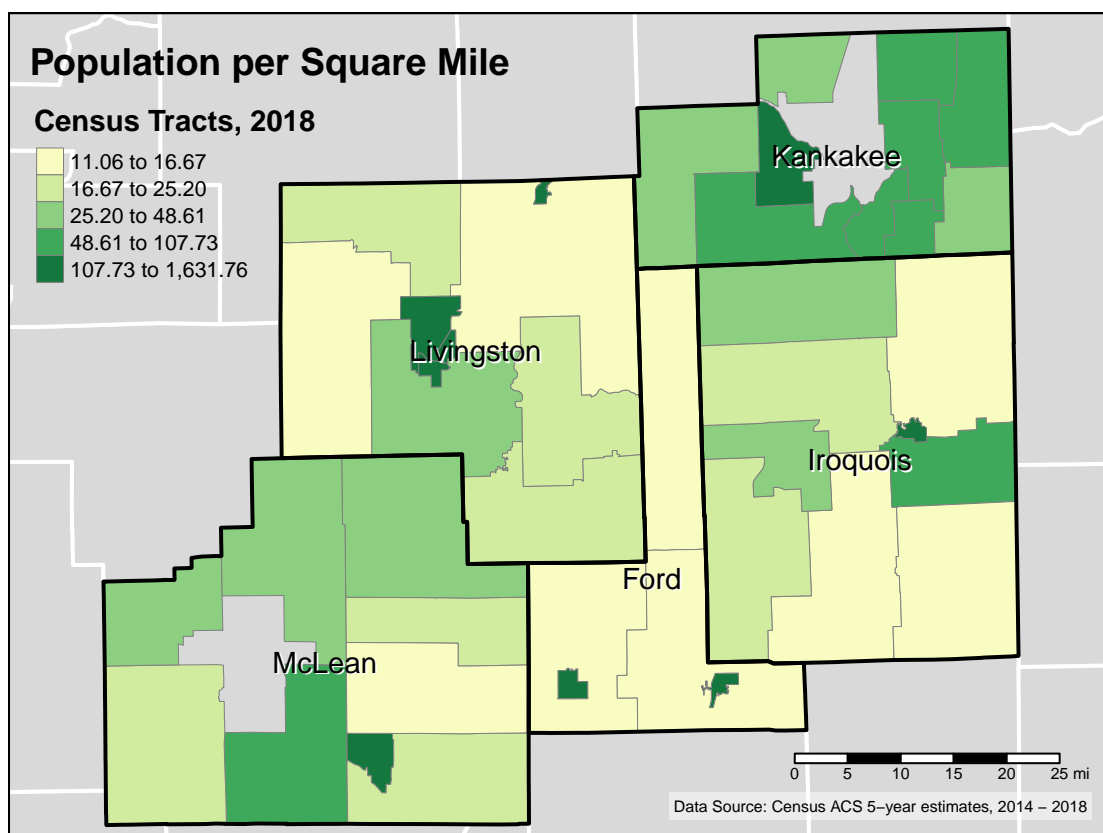 Population per Square Mile
Census Tracts, 2018
11.06 to 16.67
16.67 to 25.20
25.20 to 48.61
48.61 to 107.73
107.73 to 1,631.76
Kankakee
Livingston
Iroquois
Ford
McLean
0 5 10 15 20 25 mi
Data Source: Census ACS 5−year estimates, 2014 − 2018